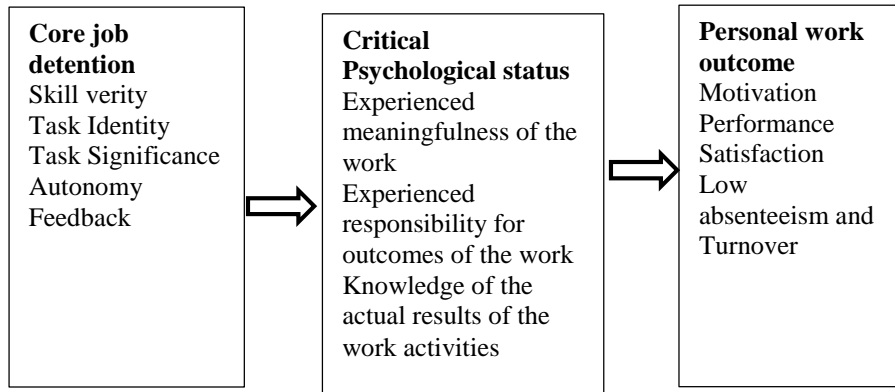 Core job
detention
Skill verity
Task Identity
Task Significance
Autonomy
Feedback
Critical
Psychological status
Experienced
meaningfulness of the
work
Experienced
responsibility for
outcomes of the work
Knowledge of the
actual results of the
work activities
Personal work
outcome
Motivation
Performance
Satisfaction
Low
absenteeism and
Turnover